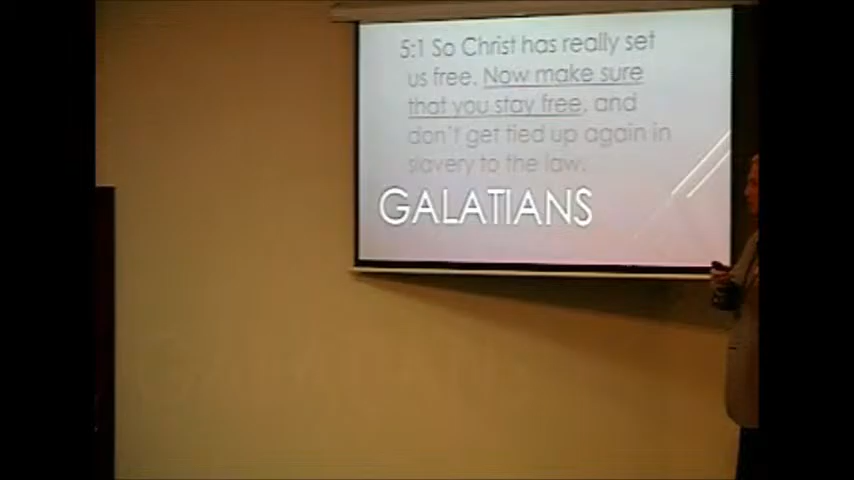 5:1 So Christ has really set
us free. Now make sure
that you stay free, and
don't get tied up again in
slavery to the law.
GALATIANS